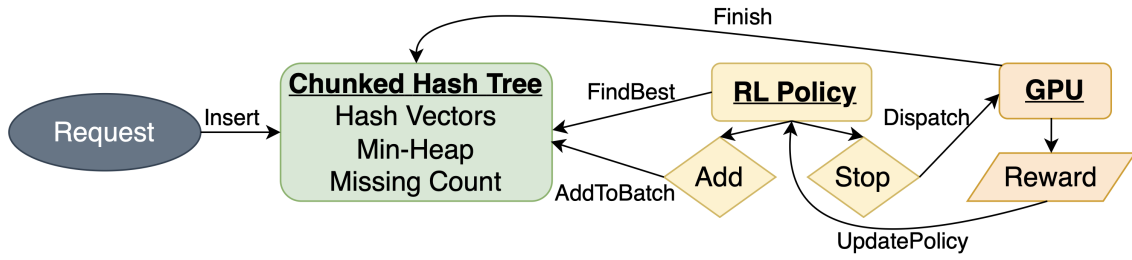 Finish
Chunked Hash Tree
Hash Vectors
Min-Heap
Missing Count
Request
Insert
FindBest
AddToBatch
RL Policy
Add
Stop
Dispatch
GPU
Reward
UpdatePolicy